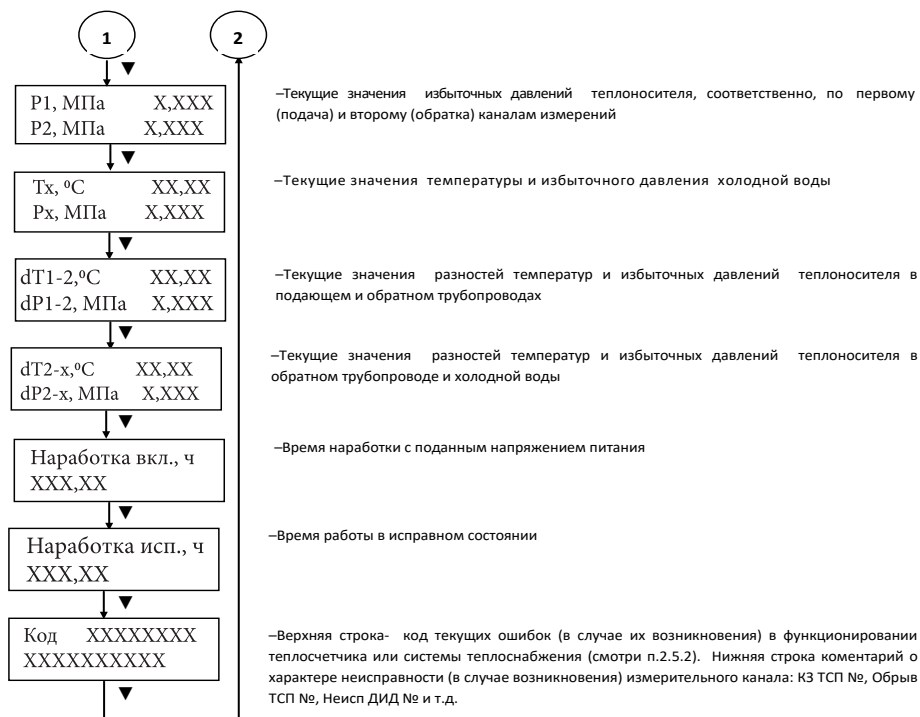 1
2
▼
P1, МПа X,XXX
P2, МПа X,XXX
–Текущие значения избыточных давлений теплоносителя, соответственно, по первому
(подача) и второму (обратка) каналам измерений
▼
Tx, ⁰C XX,XX
Px, МПа X,XXX
–Текущие значения температуры и избыточного давления холодной воды
▼
dT1-2,⁰C XX,XX
dP1-2, МПа X,XXX
–Текущие значения разностей температур и избыточных давлений теплоносителя в
подающем и обратном трубопроводах
▼
dT2-x,⁰C XX,XX
dP2-x, МПа X,XXX
–Текущие значения разностей температур и избыточных давлений теплоносителя в
обратном трубопроводе и холодной воды
▼
Наработка вкл., ч
XXX,XX
–Время наработки с поданным напряжением питания
▼
Наработка исп., ч
XXX,XX
–Время работы в исправном состоянии
▼
Код XXXXXXXX
XXXXXXXXXX
–Верхняя строка- код текущих ошибок (в случае их возникновения) в функционировании
теплосчетчика или системы теплоснабжения (смотри п.2.5.2). Нижняя строка коментарий о
характере неисправности (в случае возникновения) измерительного канала: КЗ ТСП №, Обрыв
ТСП №, Неисп ДИД № и т.д.
▼